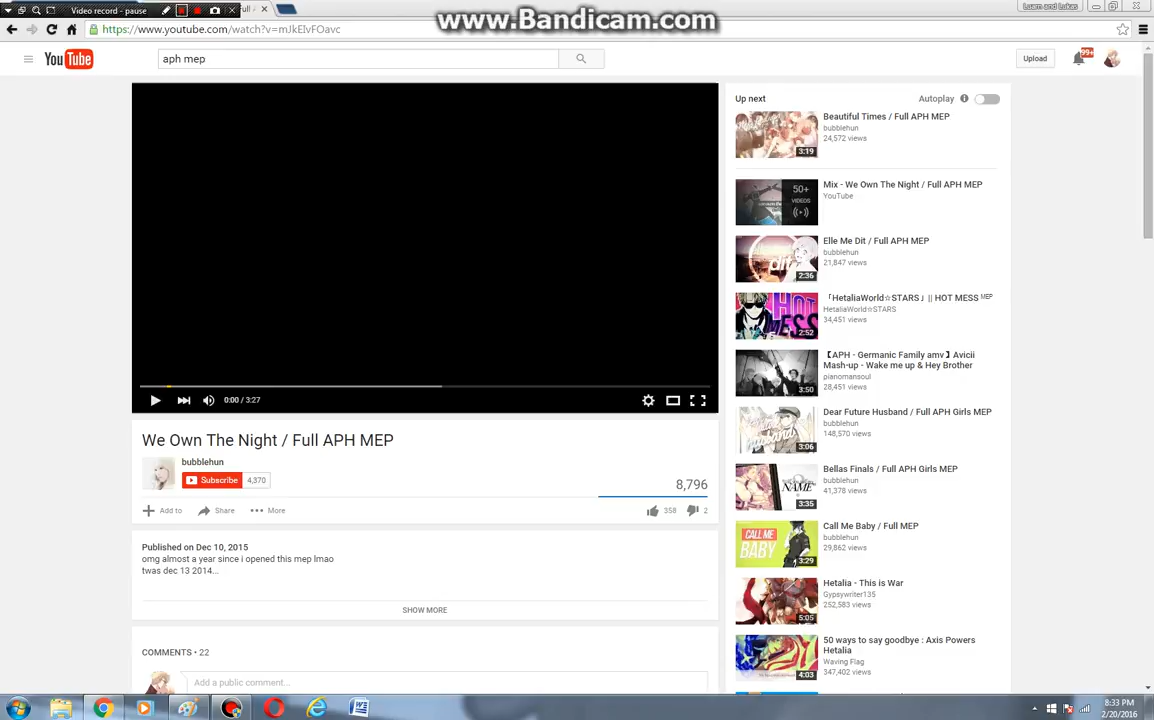 Video record - pause
www.Bandicam.com
Luam and Lukas
https://www.youtube.com/watch?v=mJkEIvFOavc
YouTube
aph mep
Upload
99+
Up next
Autoplay
Beautiful Times / Full APH MEP
bubblehun
24,572 views
3:19
Mix - We Own The Night / Full APH MEP
YouTube
50+
VIDEOS
Elle Me Dit / Full APH MEP
bubblehun
21,847 views
2:36
「HetaliaWorld☆STARS」|| HOT MESS ᴹᴱᴾ
HetaliaWorld☆STARS
34,451 views
HOT
MESS
2:52
【APH - Germanic Family amv】Avicii
Mash-up - Wake me up & Hey Brother
pianomansoul
28,451 views
3:50
Dear Future Husband / Full APH Girls MEP
bubblehun
148,570 views
3:06
Bellas Finals / Full APH Girls MEP
bubblehun
41,378 views
NAME
3:35
Call Me Baby / Full MEP
bubblehun
29,862 views
CALL ME
BABY
3:29
Hetalia - This is War
Gypsywriter135
252,583 views
5:05
50 ways to say goodbye : Axis Powers
Hetalia
Waving Flag
347,402 views
4:03
0:00 / 3:27
We Own The Night / Full APH MEP
bubblehun
Subscribe
4,370
8,796
Add to
Share
More
358
2
Published on Dec 10, 2015
omg almost a year since i opened this mep lmao
twas dec 13 2014...
SHOW MORE
COMMENTS • 22
Add a public comment...
8:33 PM
2/20/2016